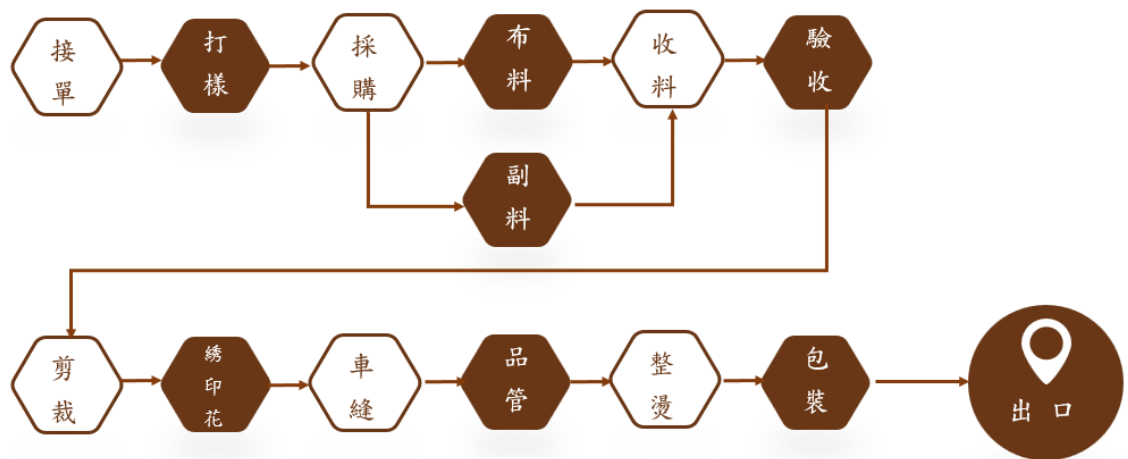 接單
打樣
採購
布料
收料
驗收
副料
剪裁
綉印花
車縫
品管
整燙
包裝
出口